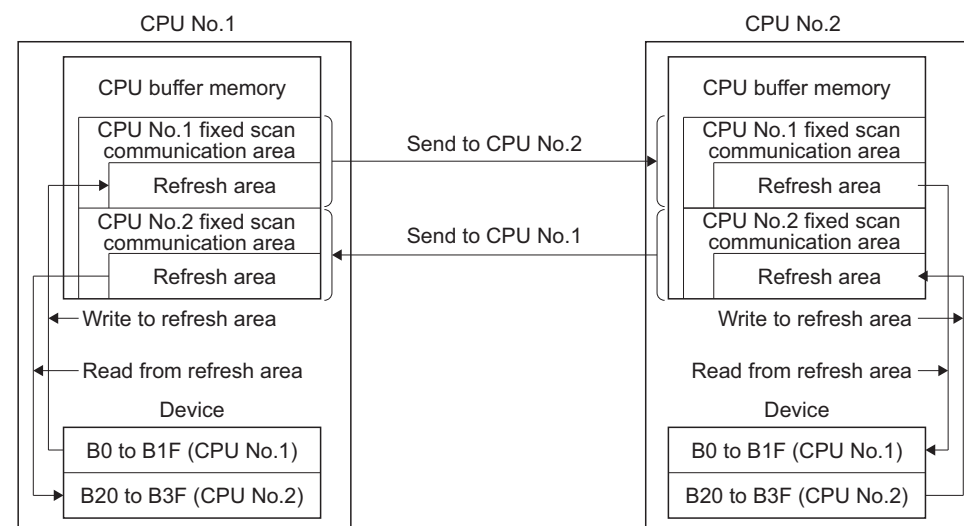 CPU No.1
CPU buffer memory
CPU No.1 fixed scan
communication area
Refresh area
CPU No.2 fixed scan
communication area
Refresh area
Write to refresh area
Read from refresh area
Device
B0 to B1F (CPU No.1)
B20 to B3F (CPU No.2)
Send to CPU No.2
Send to CPU No.1
CPU No.2
CPU buffer memory
CPU No.1 fixed scan
communication area
Refresh area
CPU No.2 fixed scan
communication area
Refresh area
Write to refresh area
Read from refresh area
Device
B0 to B1F (CPU No.1)
B20 to B3F (CPU No.2)